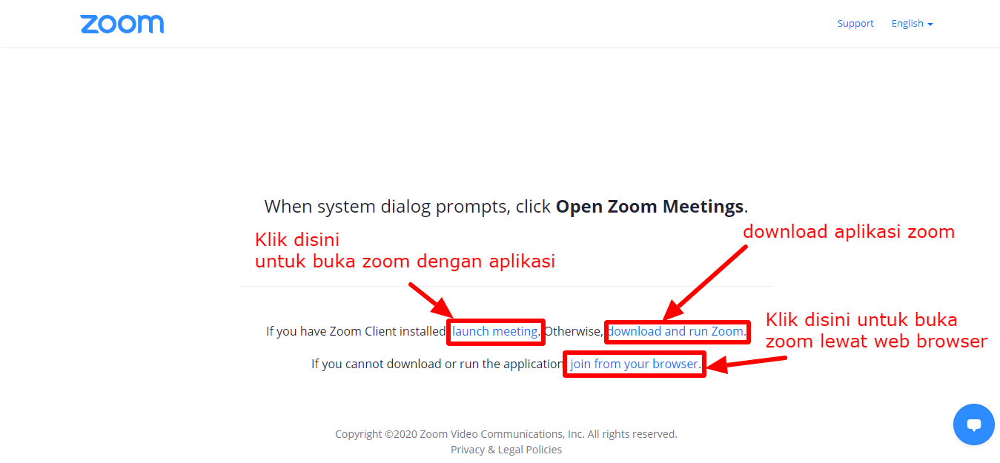 zoom
Support English
When system dialog prompts, click Open Zoom Meetings.
Klik disini
untuk buka zoom dengan aplikasi
download aplikasi zoom
If you have Zoom Client installed, launch meeting. Otherwise, download and run Zoom.
Klik disini untuk buka
zoom lewat web browser
If you cannot download or run the application, join from your browser.
Copyright ©2020 Zoom Video Communications, Inc. All rights reserved.
Privacy & Legal Policies